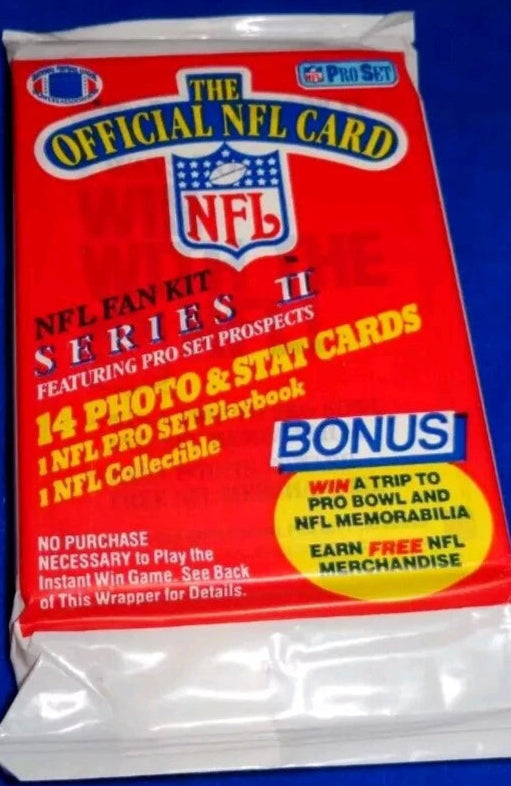 PRO SET
THE
OFFICIAL NFL CARD
NFL
NFL FAN KIT
SERIES II
FEATURING PRO SET PROSPECTS
14 PHOTO & STAT CARDS
1 NFL PRO SET Playbook
1 NFL Collectible
BONUS
WIN A TRIP TO
PRO BOWL AND
NFL MEMORABILIA
EARN FREE NFL
MERCHANDISE
NO PURCHASE
NECESSARY to Play the
Instant Win Game. See Back
of This Wrapper for Details.